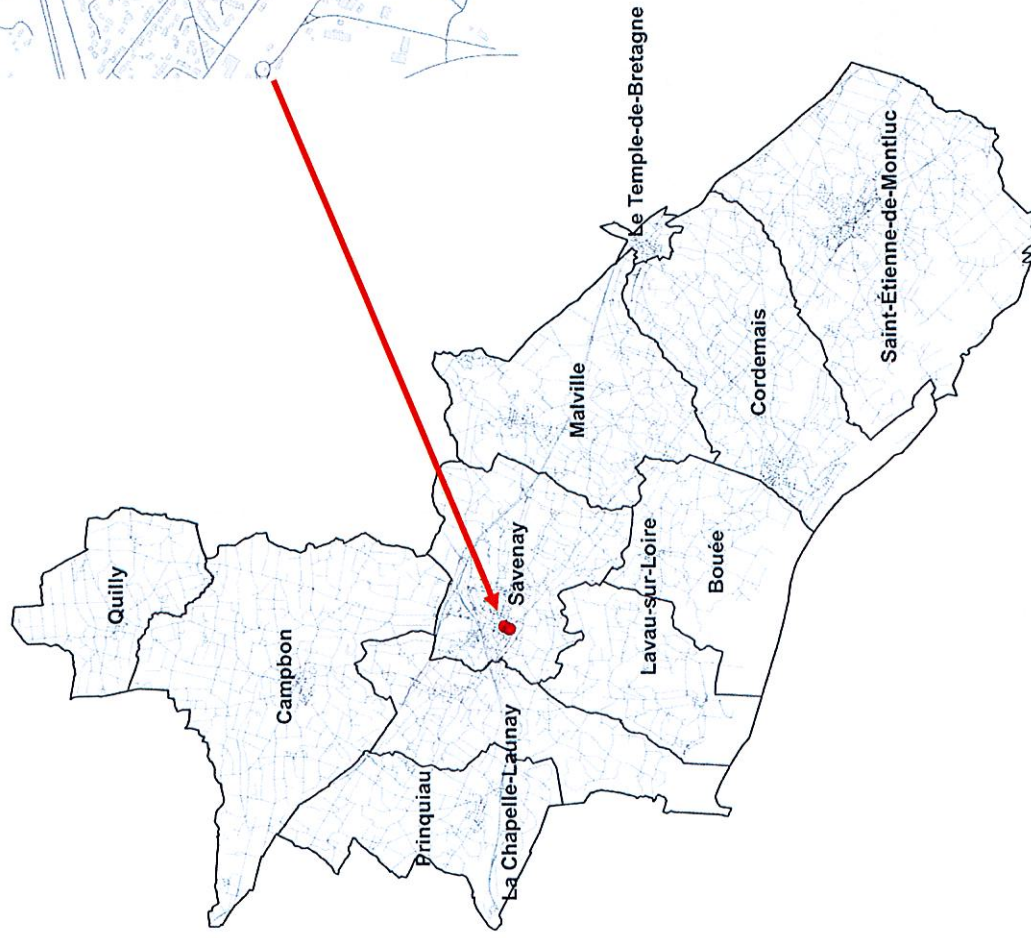 Quilly
Campbon
Prinquiau
La Chapelle-Launay
Savenay
Lavau-sur-Loire
Bouée
Malville
Cordemais
Le Temple-de-Bretagne
Saint-Étienne-de-Montluc